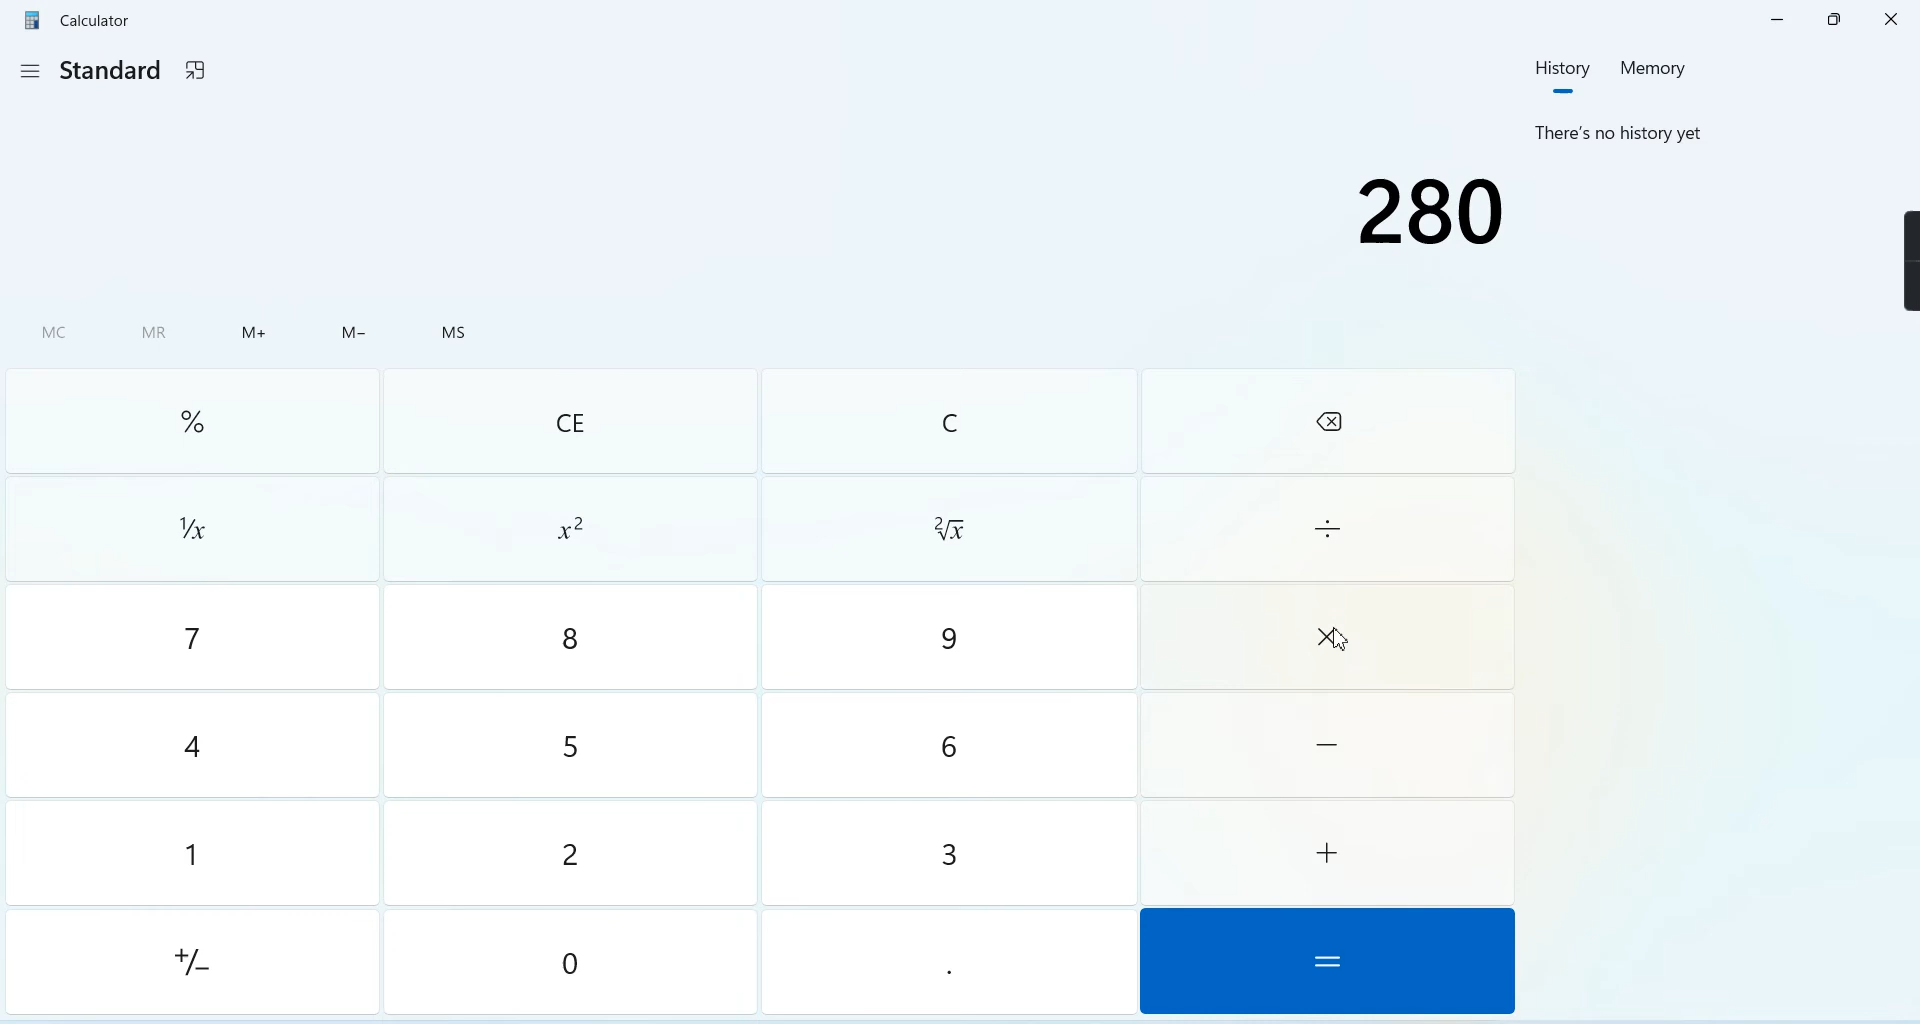 Calculator
Standard
History Memory
There's no history yet
280
MC MR M+ M− MS
% CE C
⅟x x² ²√x ÷
7 8 9 ×
4 5 6 −
1 2 3 +
+/− 0 . =